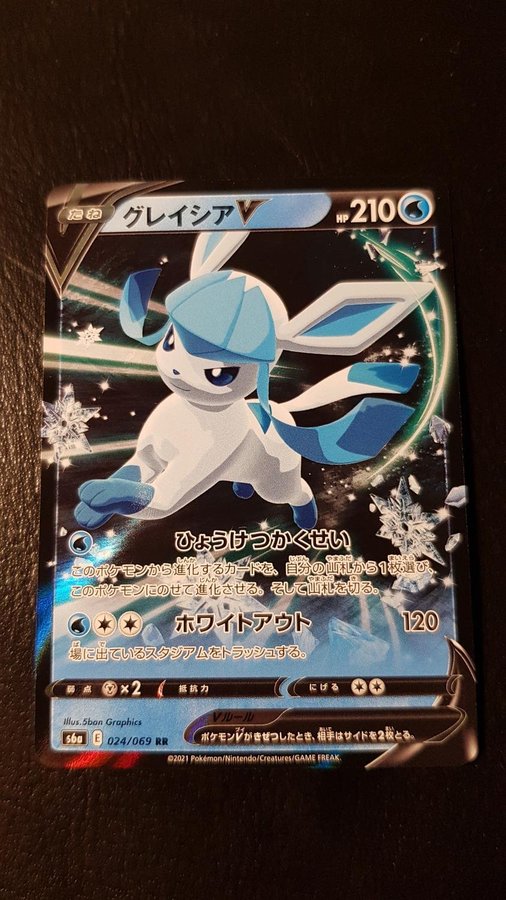 たね グレイシアV HP 210
ひょうけつかくせい
このポケモンから進化するカードを、自分の山札から1枚選び、
このポケモンにのせて進化させる。そして山札を切る。
ホワイトアウト 120
場に出ているスタジアムをトラッシュする。
弱点 ×2 抵抗力 にげる
Illus.5ban Graphics
Vルール
ポケモンVがきぜつしたとき、相手はサイドを2枚とる。
s6a E 024/069 RR
©2021 Pokémon/Nintendo/Creatures/GAME FREAK.